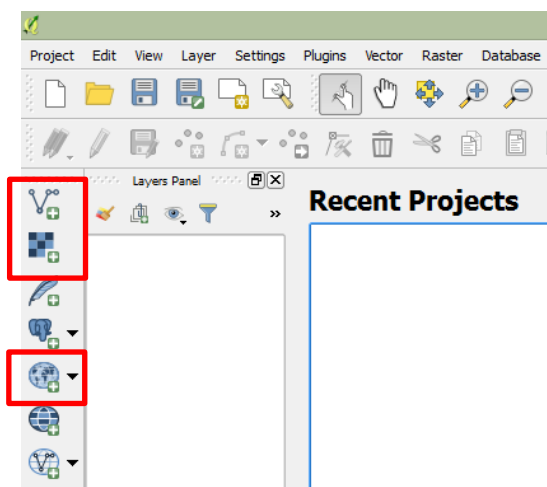 Project Edit View Layer Settings Plugins Vector Raster Database
Layers Panel
»
Recent Projects